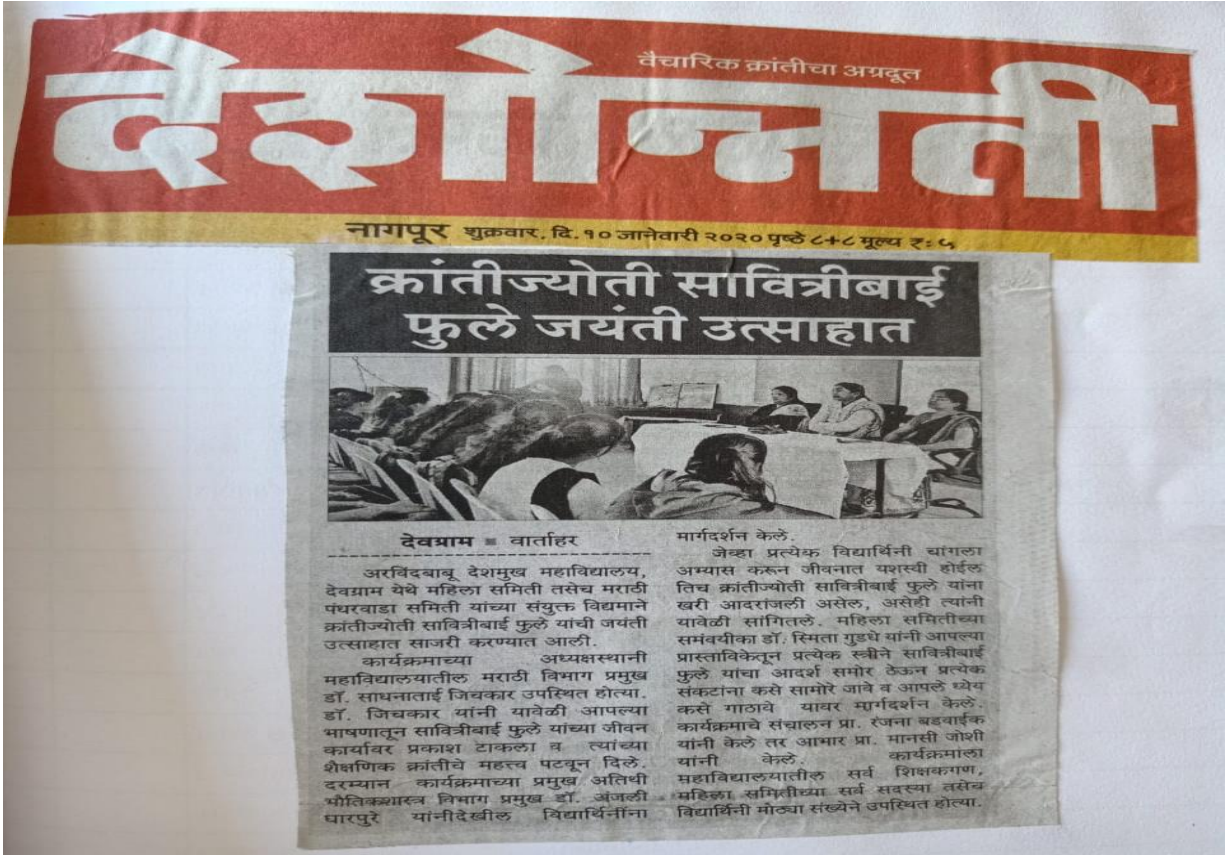 वैचारिक क्रांतीचा अग्रदूत
देशोन्नती
नागपूर शुक्रवार, दि. १० जानेवारी २०२० पृष्ठे ८+८ मूल्य ₹: ५
क्रांतीज्योती सावित्रीबाई
फुले जयंती उत्साहात
देवग्राम ■ वार्ताहर
अरविंदबाबू देशमुख महाविद्यालय,
देवग्राम येथे महिला समिती तसेच मराठी
पंधरवाडा समिती यांच्या संयुक्त विद्यमाने
क्रांतीज्योती सावित्रीबाई फुले यांची जयंती
उत्साहात साजरी करण्यात आली.
कार्यक्रमाच्या अध्यक्षस्थानी
महाविद्यालयातील मराठी विभाग प्रमुख
डॉ. साधनाताई जिचकार उपस्थित होत्या.
डॉ. जिचकार यांनी यावेळी आपल्या
भाषणातून सावित्रीबाई फुले यांच्या जीवन
कार्यावर प्रकाश टाकला व त्यांच्या
शैक्षणिक क्रांतीचे महत्त्व पटवून दिले.
दरम्यान कार्यक्रमाच्या प्रमुख अतिथी
भौतिकशास्त्र विभाग प्रमुख डॉ. अंजली
धारपुरे यांनीदेखील विद्यार्थिनींना
मार्गदर्शन केले.
जेव्हा प्रत्येक विद्यार्थिनी चांगला
अभ्यास करून जीवनात यशस्वी होईल
तिच क्रांतीज्योती सावित्रीबाई फुले यांना
खरी आदरांजली असेल, असेही त्यांनी
यावेळी सांगितले. महिला समितीच्या
समंवयीका डॉ. स्मिता गुडधे यांनी आपल्या
प्रास्ताविकेतून प्रत्येक स्त्रीने सावित्रीबाई
फुले यांचा आदर्श समोर ठेऊन प्रत्येक
संकटांना कसे सामोरे जावे व आपले ध्येय
कसे गाठावे यावर मार्गदर्शन केले.
कार्यक्रमाचे संचालन प्रा. रंजना बडवाईक
यांनी केले तर आभार प्रा. मानसी जोशी
यांनी केले. कार्यक्रमाला
महाविद्यालयातील सर्व शिक्षकगण,
महिला समितीच्या सर्व सदस्या तसेच
विद्यार्थिनी मोठ्या संख्येने उपस्थित होत्या.